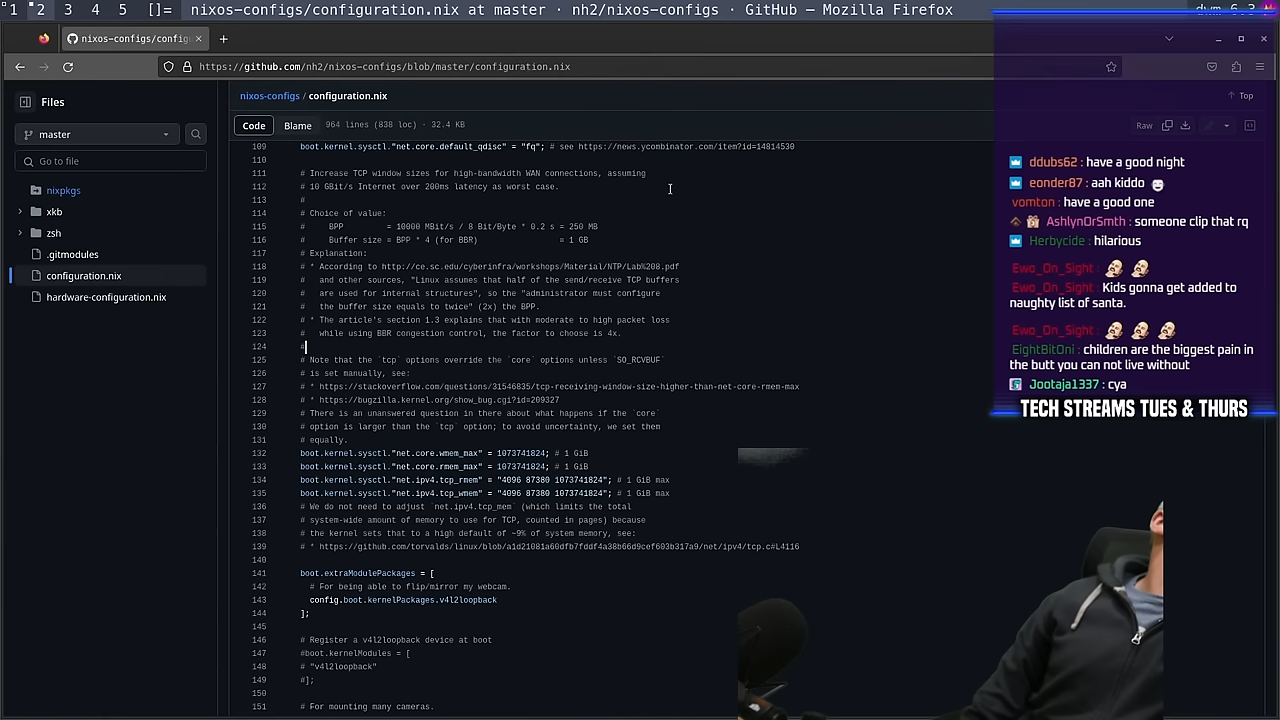 1 2 3 4 5 []= nixos-configs/configuration.nix at master · nh2/nixos-configs · GitHub — Mozilla Firefox
nixos-configs/config
https://github.com/nh2/nixos-configs/blob/master/configuration.nix
Files
master
Go to file
nixpkgs
xkb
zsh
.gitmodules
configuration.nix
hardware-configuration.nix
nixos-configs / configuration.nix
Top
Code Blame 964 lines (838 loc) · 32.4 KB
Raw
109 boot.kernel.sysctl."net.core.default_qdisc" = "fq"; # see https://news.ycombinator.com/item?id=14814530
110
111 # Increase TCP window sizes for high-bandwidth WAN connections, assuming
112 # 10 GBit/s Internet over 200ms latency as worst case.
113 #
114 # Choice of value:
115 # BPP = 10000 MBit/s / 8 Bit/Byte * 0.2 s = 250 MB
116 # Buffer size = BPP * 4 (for BBR) = 1 GB
117 # Explanation:
118 # * According to http://ce.sc.edu/cyberinfra/workshops/Material/NTP/Lab%208.pdf
119 # and other sources, "Linux assumes that half of the send/receive TCP buffers
120 # are used for internal structures", so the "administrator must configure
121 # the buffer size equals to twice" (2x) the BPP.
122 # * The article's section 1.3 explains that with moderate to high packet loss
123 # while using BBR congestion control, the factor to choose is 4x.
124 #
125 # Note that the `tcp` options override the `core` options unless `SO_RCVBUF`
126 # is set manually, see:
127 # * https://stackoverflow.com/questions/31546835/tcp-receiving-window-size-higher-than-net-core-rmem-max
128 # * https://bugzilla.kernel.org/show_bug.cgi?id=209327
129 # There is an unanswered question in there about what happens if the `core`
130 # option is larger than the `tcp` option; to avoid uncertainty, we set them
131 # equally.
132 boot.kernel.sysctl."net.core.wmem_max" = 1073741824; # 1 GiB
133 boot.kernel.sysctl."net.core.rmem_max" = 1073741824; # 1 GiB
134 boot.kernel.sysctl."net.ipv4.tcp_rmem" = "4096 87380 1073741824"; # 1 GiB max
135 boot.kernel.sysctl."net.ipv4.tcp_wmem" = "4096 87380 1073741824"; # 1 GiB max
136 # We do not need to adjust `net.ipv4.tcp_mem` (which limits the total
137 # system-wide amount of memory to use for TCP, counted in pages) because
138 # the kernel sets that to a high default of ~9% of system memory, see:
139 # * https://github.com/torvalds/linux/blob/a1d21081a60dfb7fddf4a38b66d9cef603b317a9/net/ipv4/tcp.c#L4116
140
141 boot.extraModulePackages = [
142 # For being able to flip/mirror my webcam.
143 config.boot.kernelPackages.v4l2loopback
144 ];
145
146 # Register a v4l2loopback device at boot
147 #boot.kernelModules = [
148 # "v4l2loopback"
149 #];
150
151 # For mounting many cameras.
ddubs62 : have a good night
eonder87 : aah kiddo
vomton : have a good one
AshlynOrSmth : someone clip that rq
Herbycide : hilarious
Ewa_On_Sight :
Ewa_On_Sight : Kids gonna get added to
naughty list of santa.
Ewa_On_Sight :
EightBitOni : children are the biggest pain in
the butt you can not live without
Jootaja1337 : cya
TECH STREAMS TUES & THURS